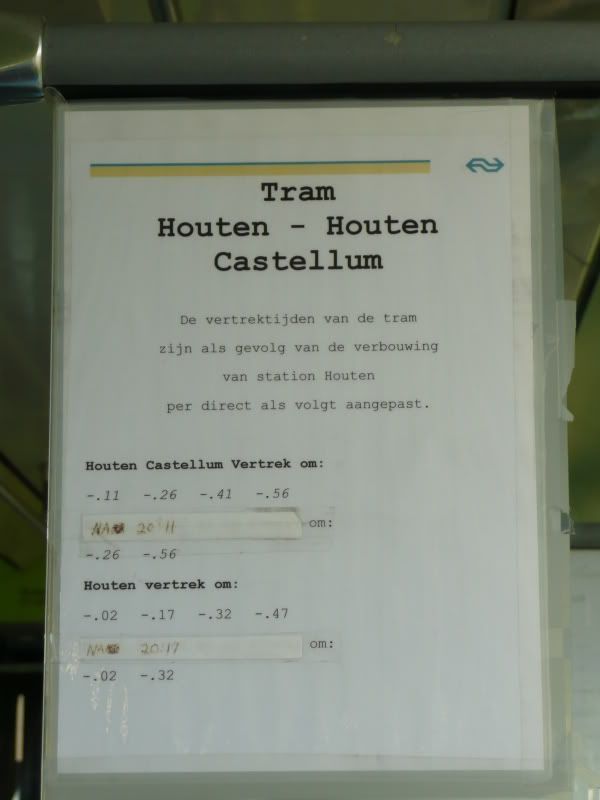 Tram
Houten - Houten
Castellum
De vertrektijden van de tram
zijn als gevolg van de verbouwing
van station Houten
per direct als volgt aangepast.
Houten Castellum Vertrek om:
-.11 -.26 -.41 -.56
20:11 om:
-.26 -.56
Houten vertrek om:
-.02 -.17 -.32 -.47
20:17 om:
-.02 -.32